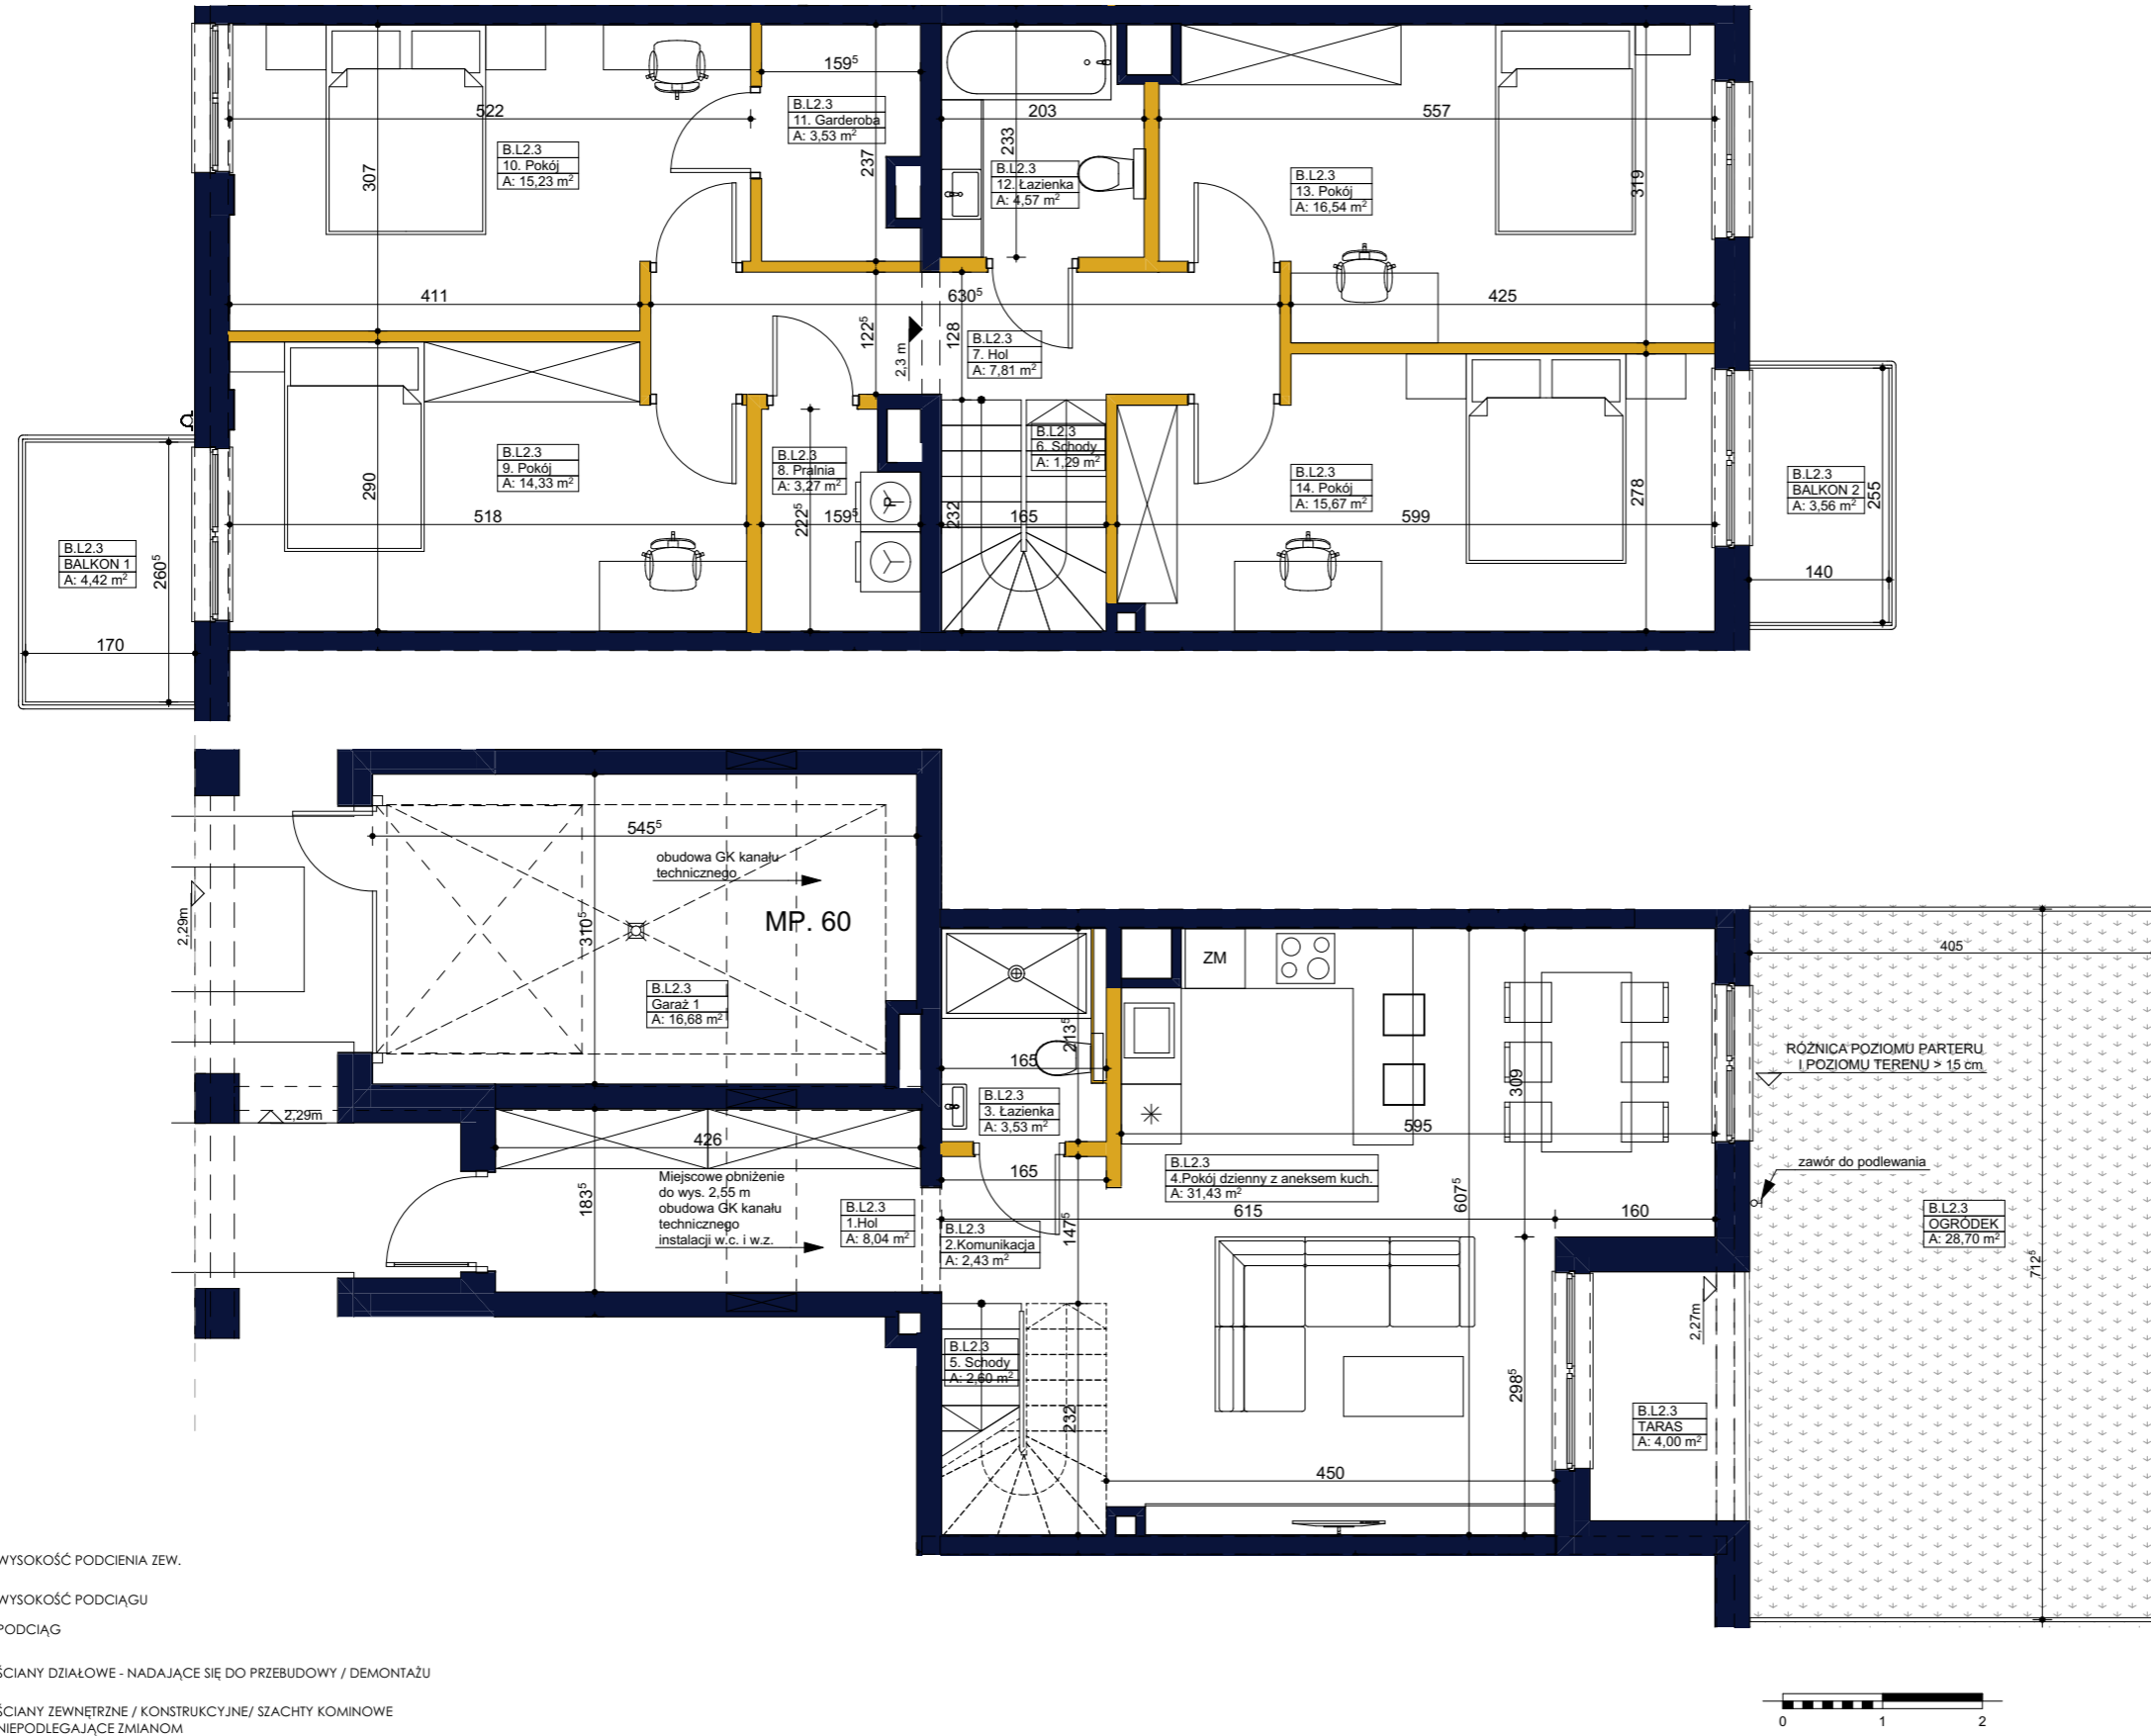 159⁵
522
B.L2.3
11. Garderoba
A: 3,53 m²
203
557
233
237
307
B.L2.3
10. Pokój
A: 15,23 m²
B.L2.3
12. Łazienka
A: 4,57 m²
B.L2.3
13. Pokój
A: 16,54 m²
319
411
630⁵
425
122⁵
128
2,3 m
B.L2.3
7. Hol
A: 7,81 m²
B.L2.3
9. Pokój
A: 14,33 m²
290
B.L2.3
8. Pralnia
A: 3,27 m²
B.L2.3
6. Schody
A: 1,29 m²
B.L2.3
14. Pokój
A: 15,67 m²
278
B.L2.3
BALKON 2
A: 3,56 m²
255
P
518
222⁵
159⁵
232
165
599
B.L2.3
BALKON 1
A: 4,42 m²
260⁵
140
170
545⁵
obudowa GK kanału
technicznego
MP. 60
310⁵
2,29m
B.L2.3
Garaż 1
A: 16,68 m²
2,29m
ZM
405
213⁵
165
309
RÓŻNICA POZIOMU PARTERU
I POZIOMU TERENU > 15 cm
B.L2.3
3. Łazienka
A: 3,53 m²
426
595
Miejscowe obniżenie
do wys. 2,55 m
obudowa GK kanału
technicznego
instalacji w.c. i w.z.
183⁵
165
B.L2.3
4.Pokój dzienny z aneksem kuch.
A: 31,43 m²
zawór do podlewania
B.L2.3
1.Hol
A: 8,04 m²
B.L2.3
2.Komunikacja
A: 2,43 m²
147⁵
615
607⁵
160
B.L2.3
OGRÓDEK
A: 28,70 m²
712⁵
2,27m
B.L2.3
5. Schody
A: 2,60 m²
232
298⁵
B.L2.3
TARAS
A: 4,00 m²
450
WYSOKOŚĆ PODCIENIA ZEW.
WYSOKOŚĆ PODCIĄGU
PODCIĄG
ŚCIANY DZIAŁOWE - NADAJĄCE SIĘ DO PRZEBUDOWY / DEMONTAŻU
ŚCIANY ZEWNĘTRZNE / KONSTRUKCYJNE/ SZACHTY KOMINOWE
NIEPODLEGAJĄCE ZMIANOM
0 1 2